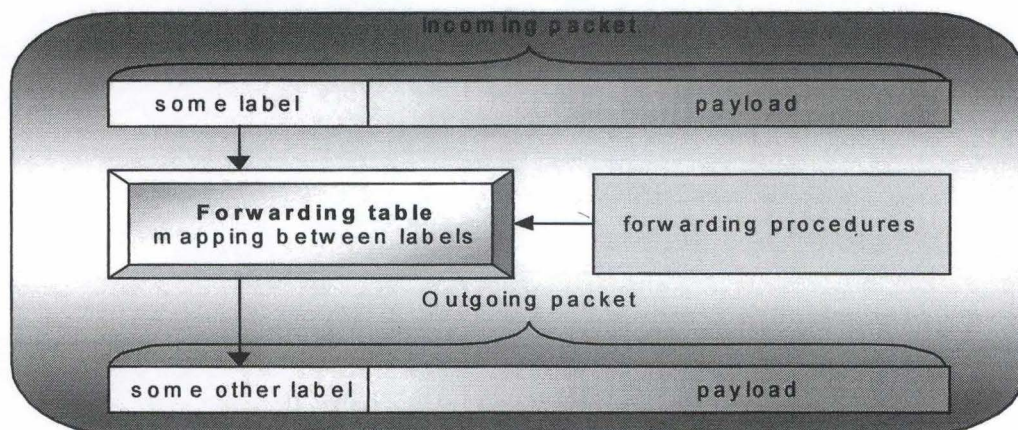 Incoming packet
some label payload
Forwarding table
mapping between labels
forwarding procedures
Outgoing packet
some other label payload